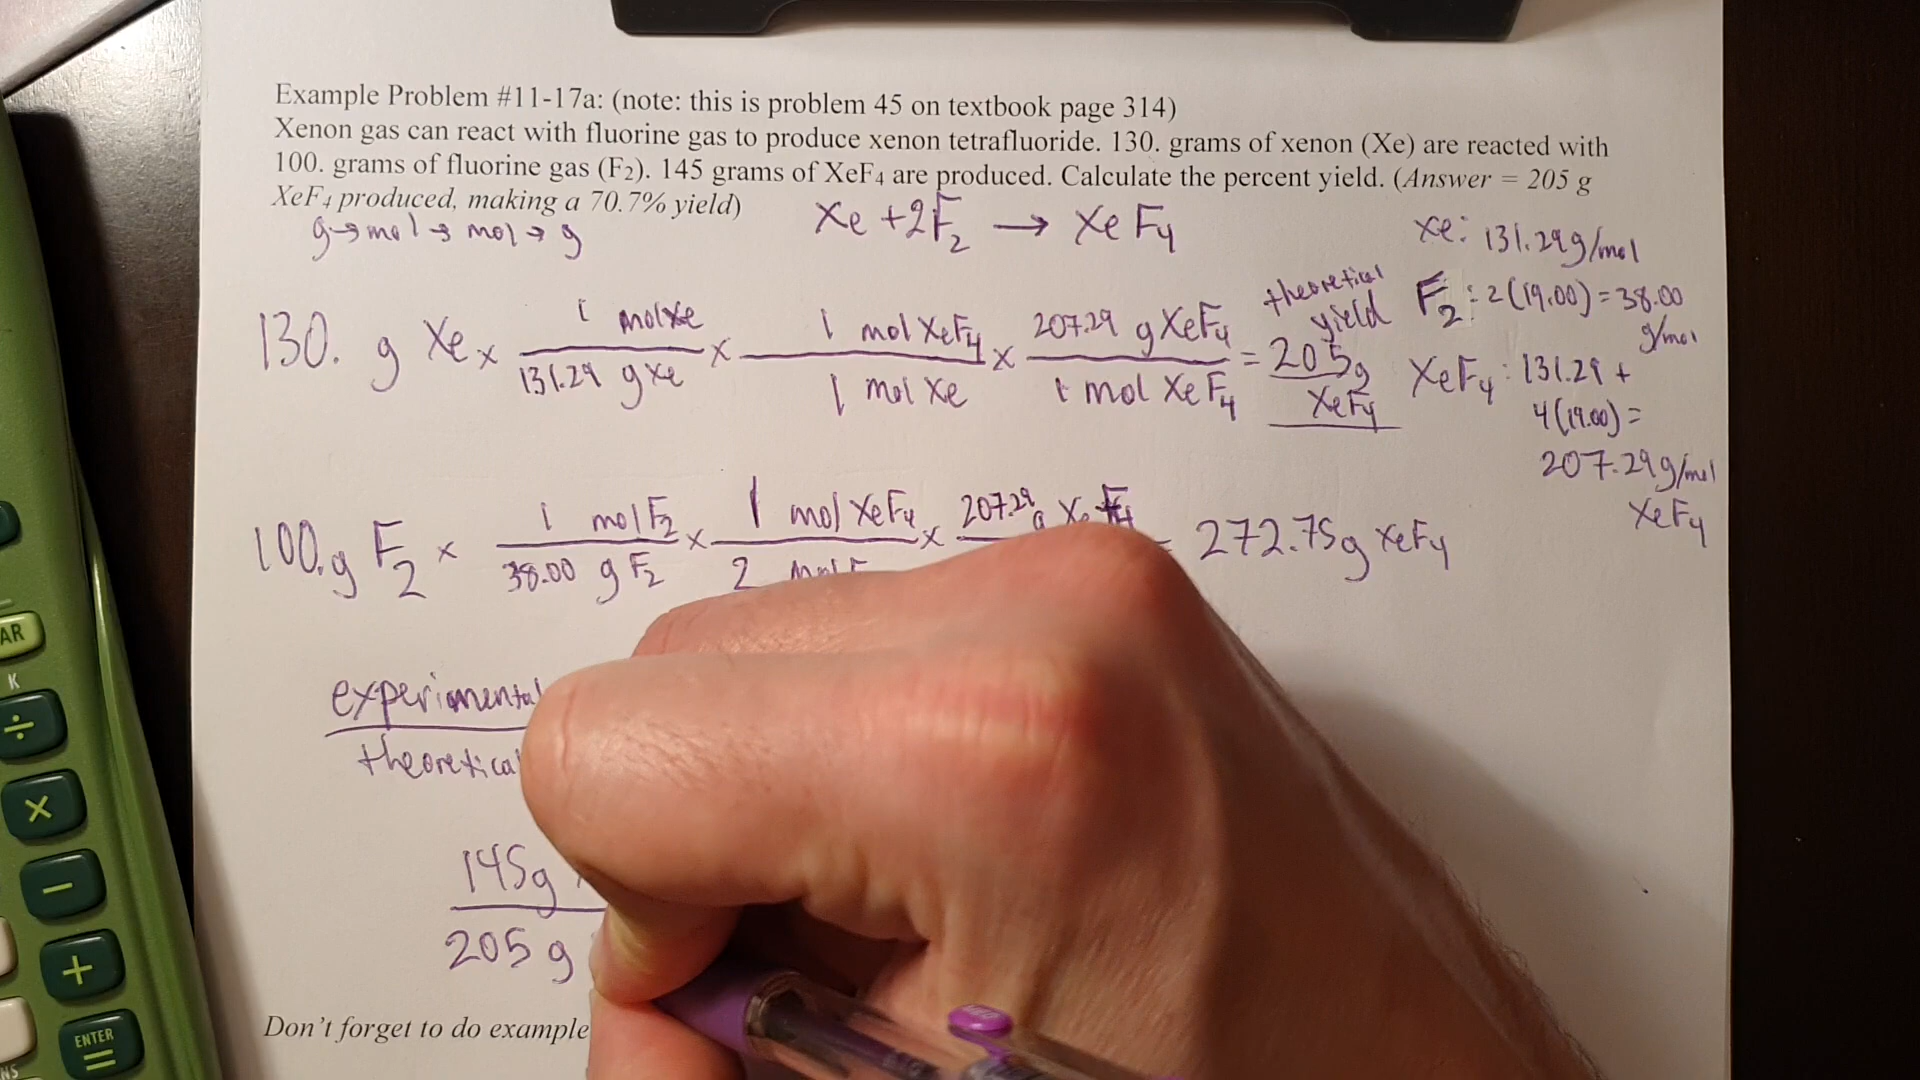 Example Problem #11-17a: (note: this is problem 45 on textbook page 314)
Xenon gas can react with fluorine gas to produce xenon tetrafluoride. 130. grams of xenon (Xe) are reacted with
100. grams of fluorine gas (F2). 145 grams of XeF4 are produced. Calculate the percent yield. (Answer = 205 g
XeF4 produced, making a 70.7% yield)
g→mol→mol→g
Xe + 2F2 → XeF4
Xe: 131.29 g/mol
F2: 2(19.00) = 38.00
g/mol
XeF4: 131.29 +
4(19.00) =
207.29 g/mol
XeF4
theoretical
yield
1 mol Xe 1 mol XeF4 207.29 g XeF4
130. g Xe × × × = 205 g
131.29 g Xe 1 mol Xe 1 mol XeF4 XeF4
1 mol F2 1 mol XeF4 207.29
100. g F2 × × × 272.75 g XeF4
38.00 g F2 2
experimental
theoretical
145 g
205 g
Don't forget to do example
AR
K
÷
×
−
+
ENTER
=